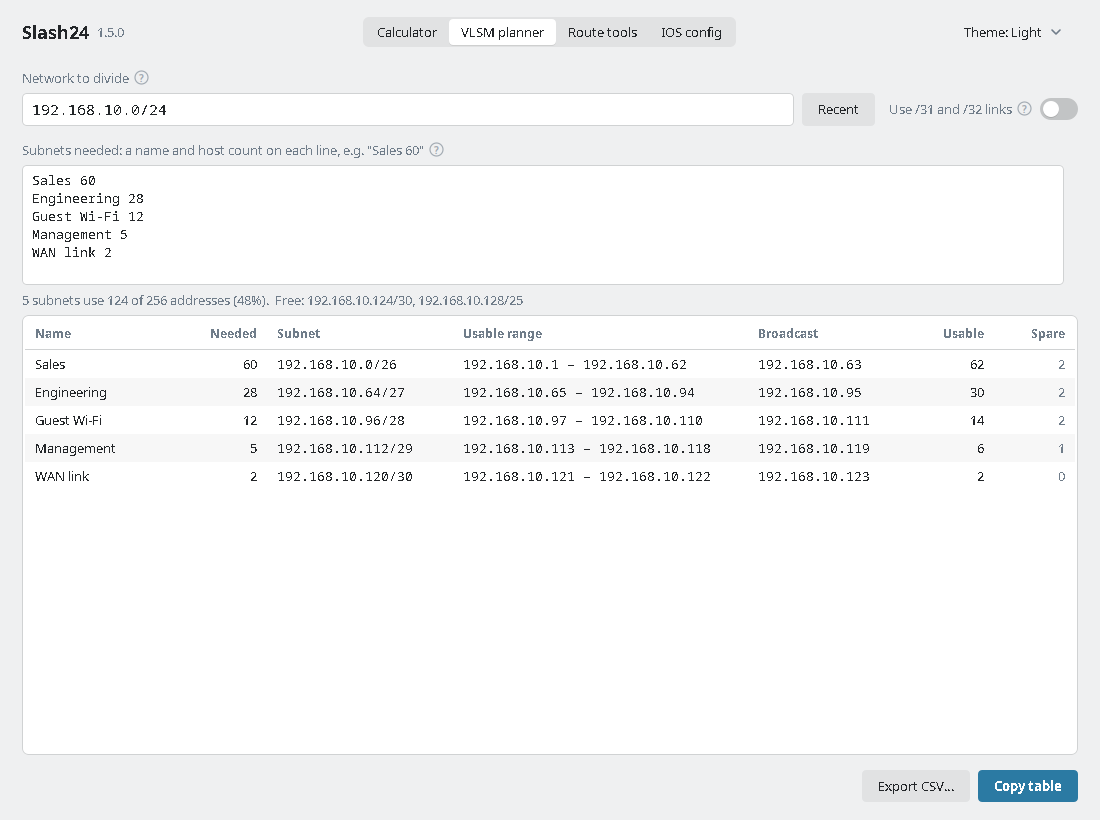 Slash24 1.5.0 Calculator VLSM planner Route tools IOS config Theme: Light
Network to divide ?
192.168.10.0/24 Recent Use /31 and /32 links ?
Subnets needed: a name and host count on each line, e.g. "Sales 60" ?
Sales 60
Engineering 28
Guest Wi-Fi 12
Management 5
WAN link 2
5 subnets use 124 of 256 addresses (48%). Free: 192.168.10.124/30, 192.168.10.128/25
Name Needed Subnet Usable range Broadcast Usable Spare
Sales 60 192.168.10.0/26 192.168.10.1 – 192.168.10.62 192.168.10.63 62 2
Engineering 28 192.168.10.64/27 192.168.10.65 – 192.168.10.94 192.168.10.95 30 2
Guest Wi-Fi 12 192.168.10.96/28 192.168.10.97 – 192.168.10.110 192.168.10.111 14 2
Management 5 192.168.10.112/29 192.168.10.113 – 192.168.10.118 192.168.10.119 6 1
WAN link 2 192.168.10.120/30 192.168.10.121 – 192.168.10.122 192.168.10.123 2 0
Export CSV... Copy table